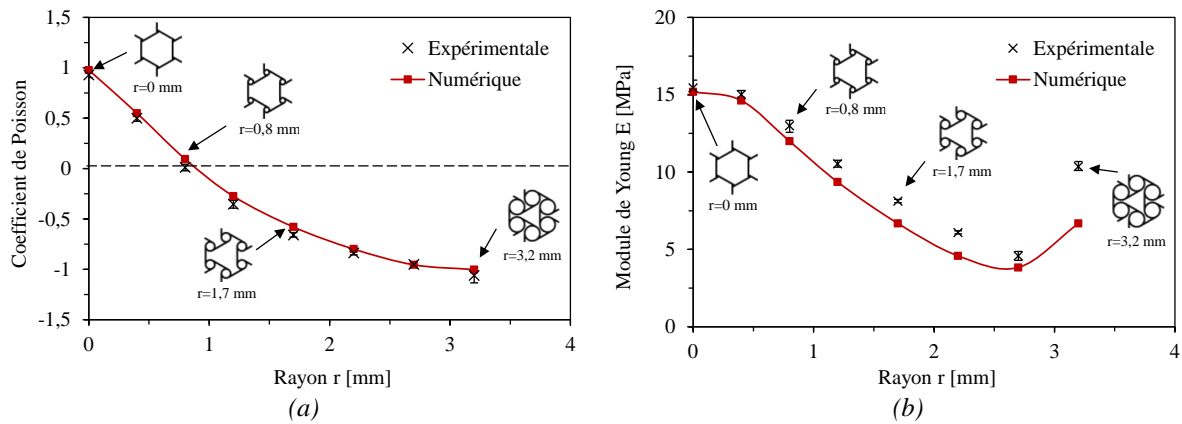 1,5
1
0,5
0
-0,5
-1
-1,5
0
1
2
3
4
Coefficient de Poisson
Rayon r [mm]
Expérimentale
Numérique
r=0 mm
r=0,8 mm
r=1,7 mm
r=3,2 mm
(a)
20
15
10
5
0
0
1
2
3
4
Module de Young E [MPa]
Rayon r [mm]
Expérimentale
Numérique
r=0,8 mm
r=1,7 mm
r=0 mm
r=3,2 mm
(b)